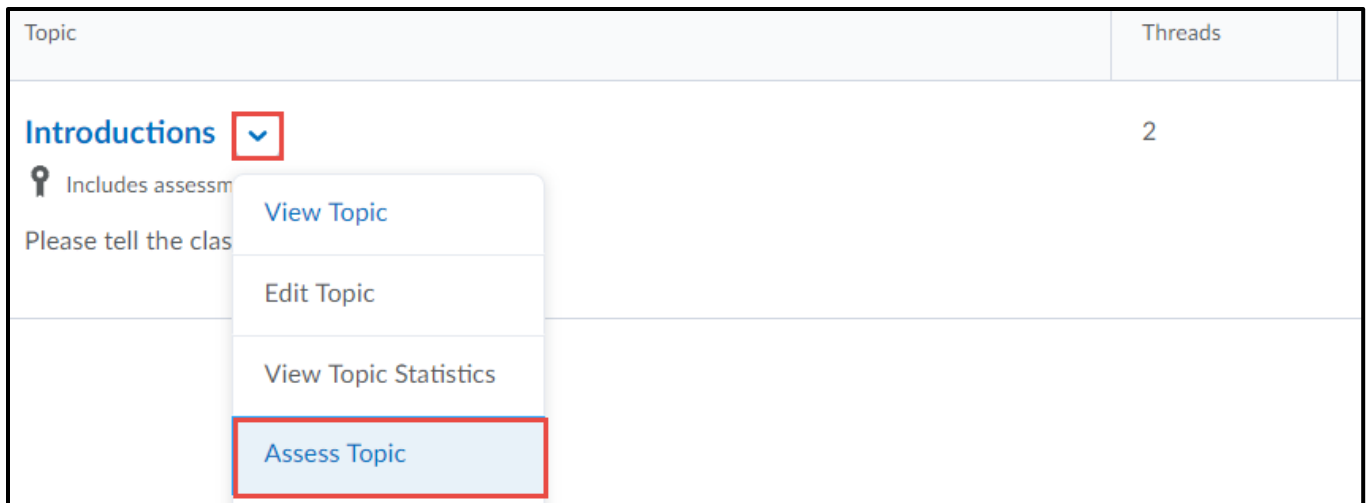 Topic Threads
Introductions 2
Includes assessm
Please tell the clas
View Topic
Edit Topic
View Topic Statistics
Assess Topic